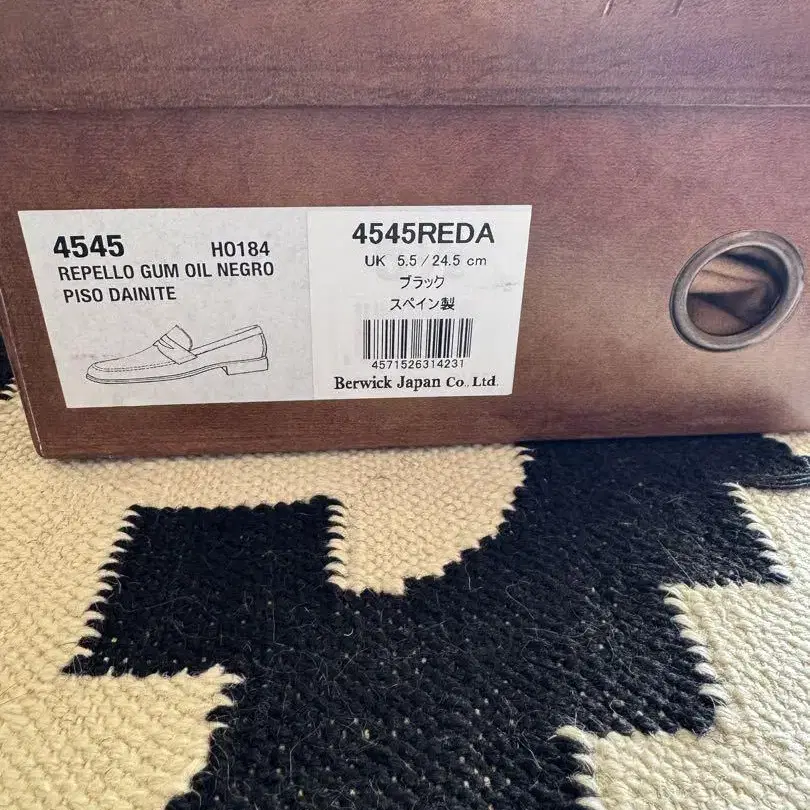 4545 HO184
REPELLO GUM OIL NEGRO
PISO DAINITE
4545REDA
UK 5.5 / 24.5 cm
ブラック
スペイン製
4571526314231
Berwick Japan Co. Ltd.